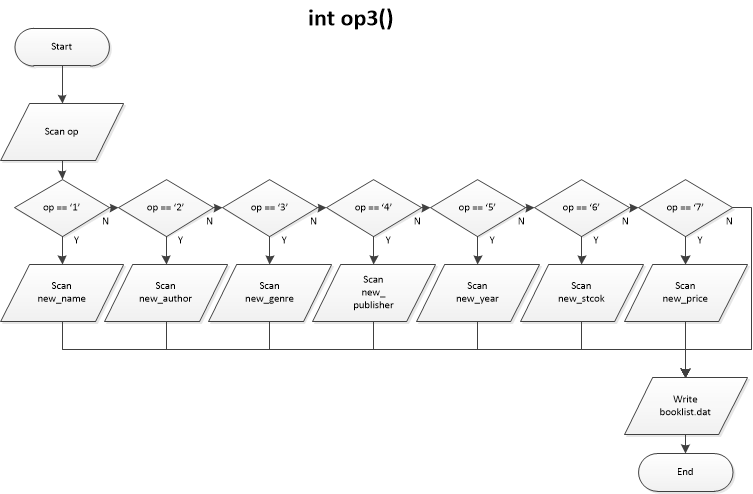 int op3()
Start
Scan op
op == ‘1’
op == ‘2’
op == ‘3’
op == ‘4’
op == ‘5’
op == ‘6’
op == ‘7’
N
N
N
N
N
N
N
Y
Y
Y
Y
Y
Y
Y
Scan
new_name
Scan
new_author
Scan
new_genre
Scan
new_
publisher
Scan
new_year
Scan
new_stcok
Scan
new_price
Write
booklist.dat
End